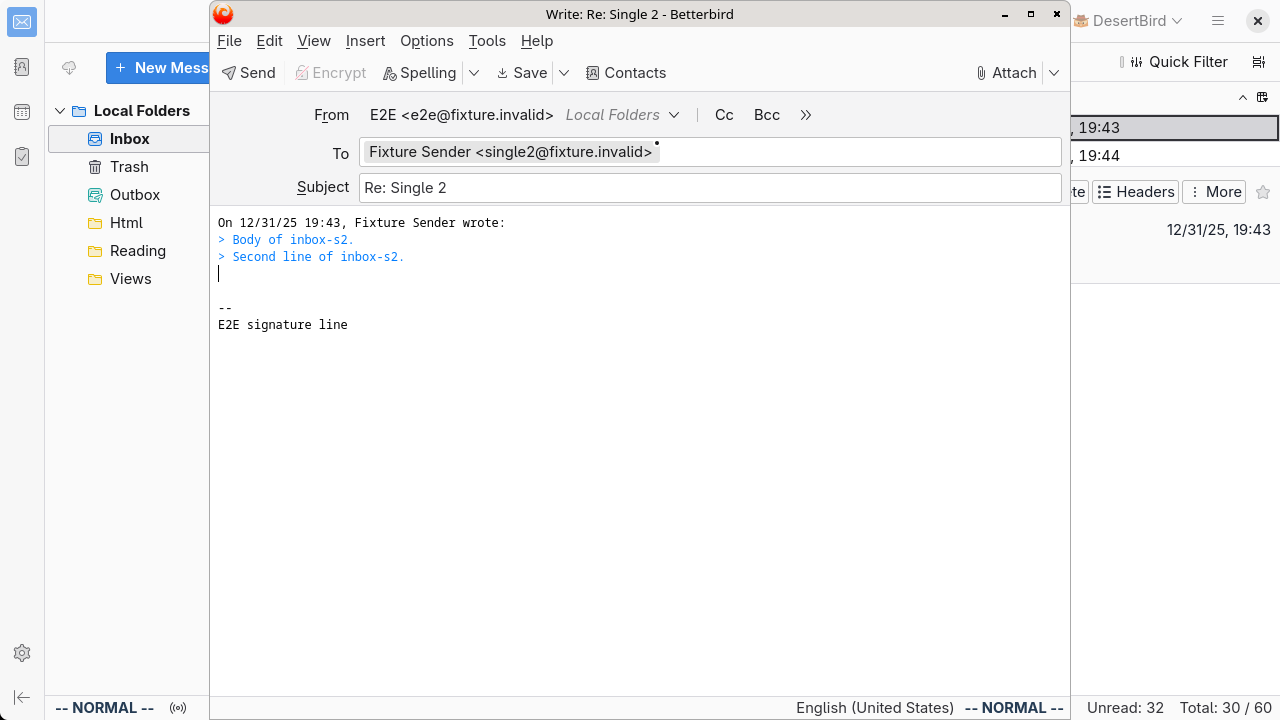 Write: Re: Single 2 - Betterbird
DesertBird
File Edit View Insert Options Tools Help
Send Encrypt Spelling Save Contacts Attach
New Mess
Quick Filter
From E2E <e2e@fixture.invalid> Local Folders Cc Bcc
To Fixture Sender <single2@fixture.invalid>
Subject Re: Single 2
Local Folders
Inbox
Trash
Outbox
Html
Reading
Views
On 12/31/25 19:43, Fixture Sender wrote:
> Body of inbox-s2.
> Second line of inbox-s2.
--
E2E signature line
, 19:43
, 19:44
te Headers More
12/31/25, 19:43
-- NORMAL --
English (United States) -- NORMAL --
Unread: 32 Total: 30 / 60